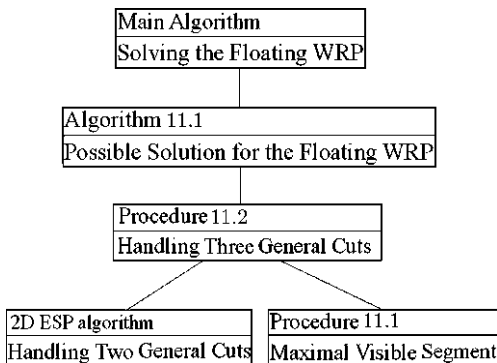 Main Algorithm
Solving the Floating WRP
Algorithm 11.1
Possible Solution for the Floating WRP
Procedure 11.2
Handling Three General Cuts
2D ESP algorithm
Handling Two General Cuts
Procedure 11.1
Maximal Visible Segment